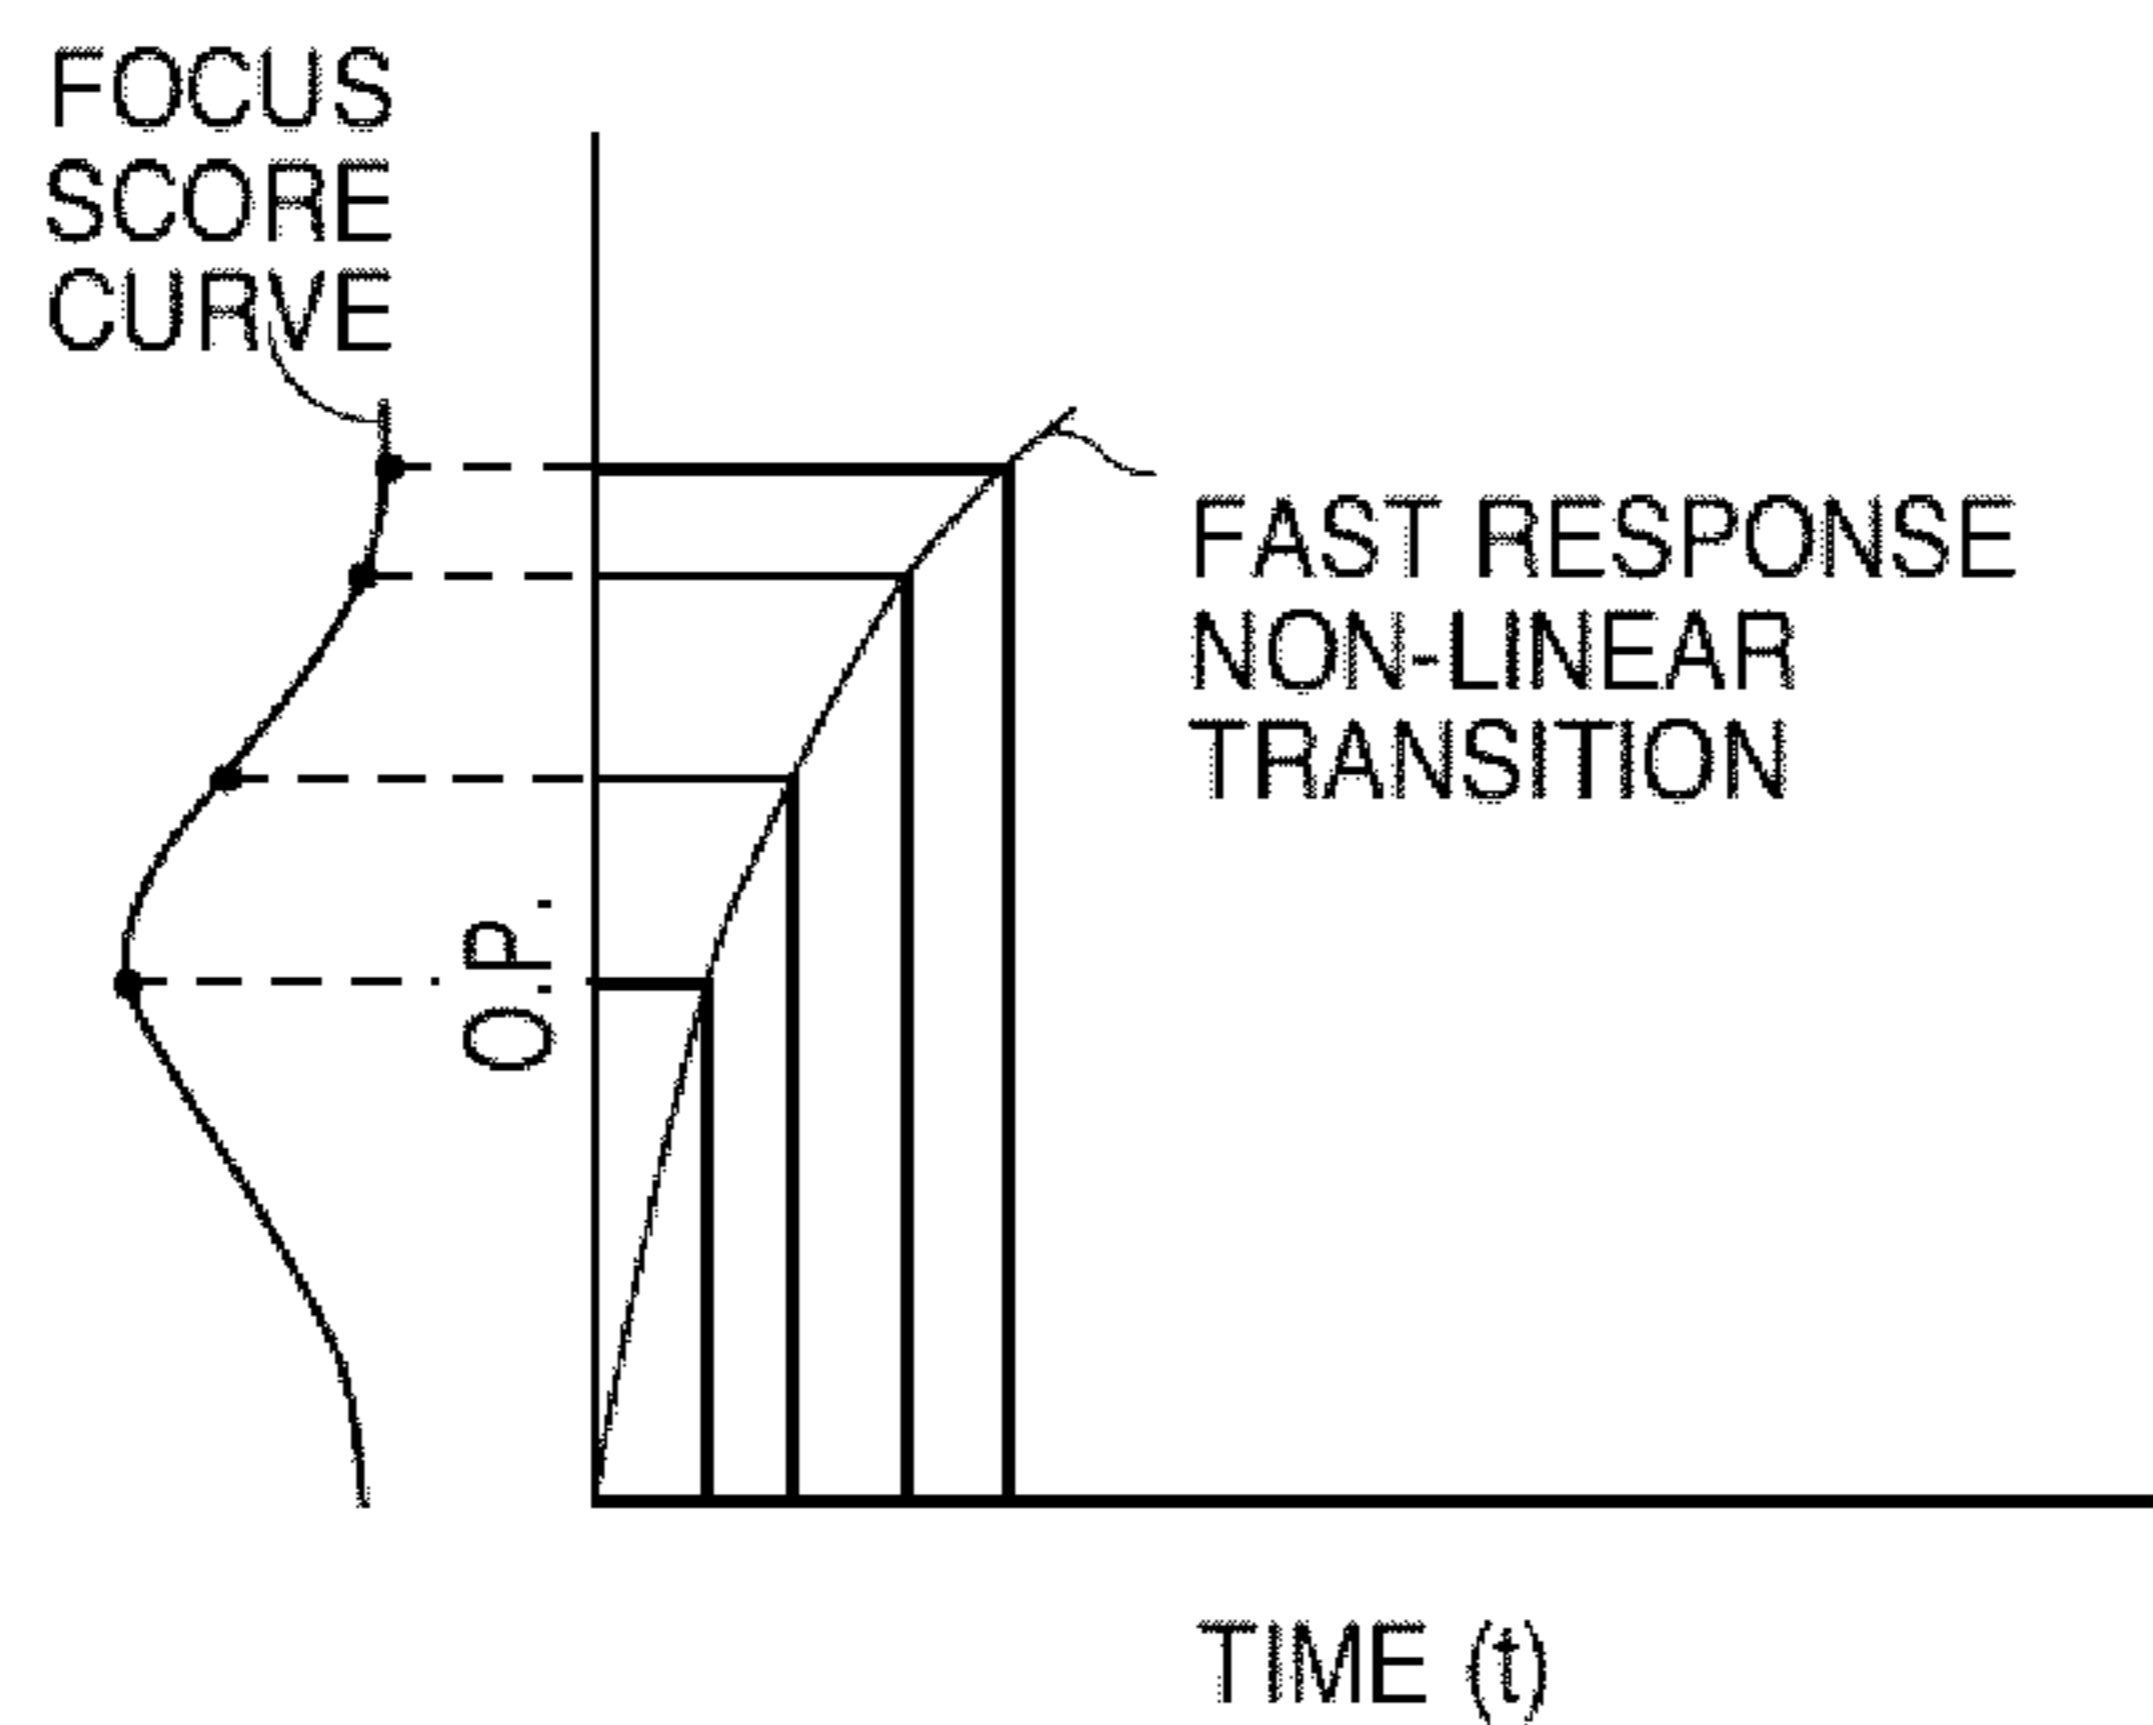 FOCUS
SCORE
CURVE
FAST RESPONSE
NON-LINEAR
TRANSITION
O.P.
TIME (t)